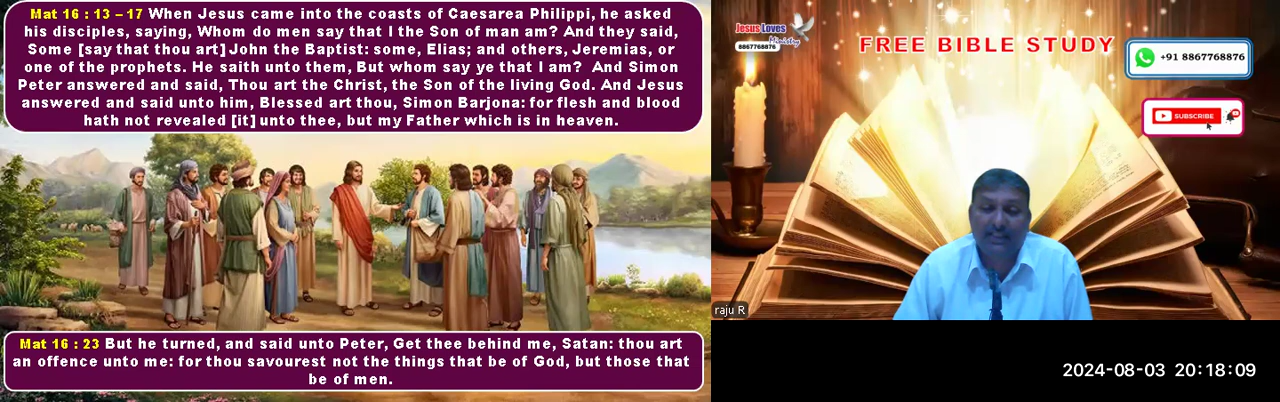 Mat 16 : 13 – 17 When Jesus came into the coasts of Caesarea Philippi, he asked
his disciples, saying, Whom do men say that I the Son of man am? And they said,
Some [say that thou art] John the Baptist: some, Elias; and others, Jeremias, or
one of the prophets. He saith unto them, But whom say ye that I am? And Simon
Peter answered and said, Thou art the Christ, the Son of the living God. And Jesus
answered and said unto him, Blessed art thou, Simon Barjona: for flesh and blood
hath not revealed [it] unto thee, but my Father which is in heaven.
Mat 16 : 23 But he turned, and said unto Peter, Get thee behind me, Satan: thou art
an offence unto me: for thou savourest not the things that be of God, but those that
be of men.
Jesus Loves
Ministry
8867768876
FREE BIBLE STUDY
+91 8867768876
SUBSCRIBE
raju R
2024-08-03 20:18:09